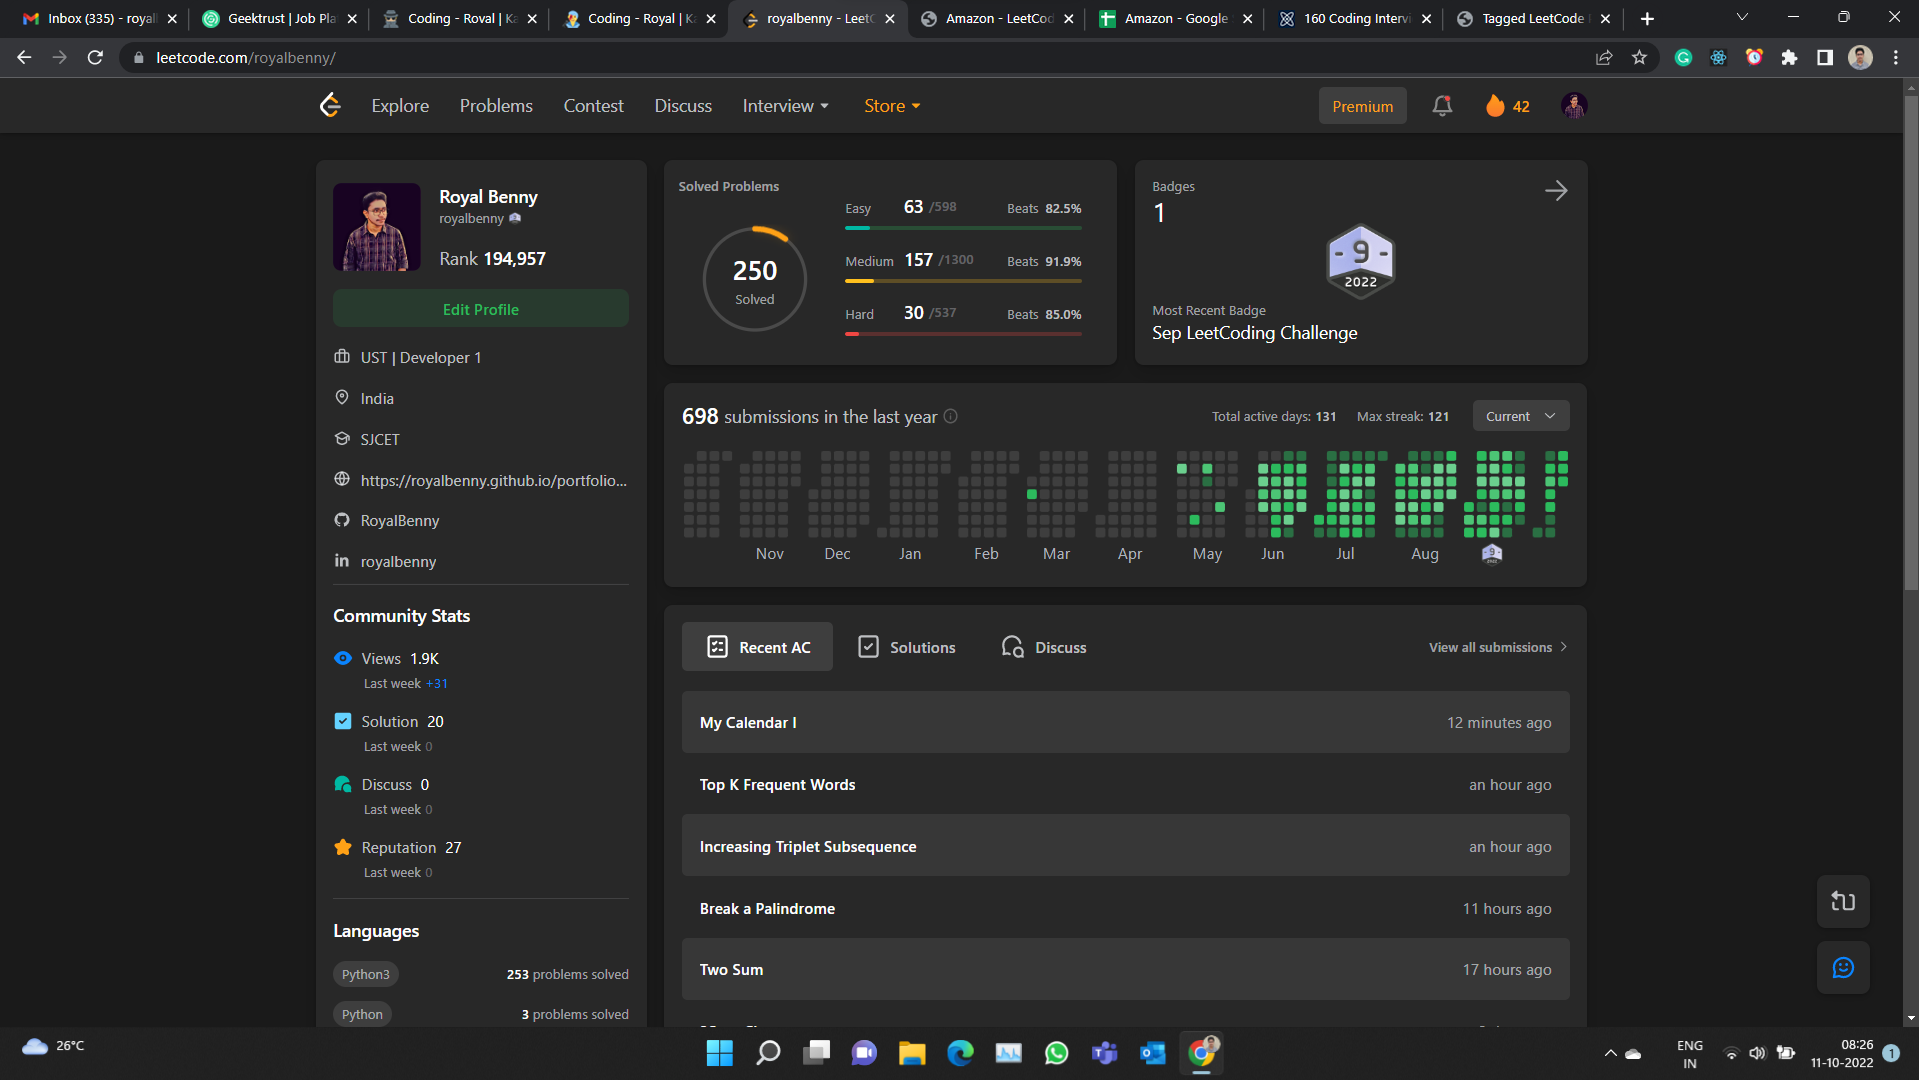 Inbox (335) - royall
Geektrust | Job Pla
Coding - Royal | Ka
Coding - Royal | Ka
royalbenny - LeetC
Amazon - LeetCod
Amazon - Google
160 Coding Intervi
Tagged LeetCode
leetcode.com/royalbenny/
Explore
Problems
Contest
Discuss
Interview
Store
Premium
42
Royal Benny
royalbenny
Rank 194,957
Edit Profile
UST | Developer 1
India
SJCET
https://royalbenny.github.io/portfolio...
RoyalBenny
royalbenny
Community Stats
Views 1.9K
Last week +31
Solution 20
Last week 0
Discuss 0
Last week 0
Reputation 27
Last week 0
Languages
Python3 253 problems solved
Python 3 problems solved
Solved Problems
250
Solved
Easy 63 /598 Beats 82.5%
Medium 157 /1300 Beats 91.9%
Hard 30 /537 Beats 85.0%
Badges
1
9
2022
Most Recent Badge
Sep LeetCoding Challenge
698 submissions in the last year
Total active days: 131 Max streak: 121 Current
Nov Dec Jan Feb Mar Apr May Jun Jul Aug
Recent AC
Solutions
Discuss
View all submissions
My Calendar I 12 minutes ago
Top K Frequent Words an hour ago
Increasing Triplet Subsequence an hour ago
Break a Palindrome 11 hours ago
Two Sum 17 hours ago
26°C
ENG
IN
08:26
11-10-2022
1